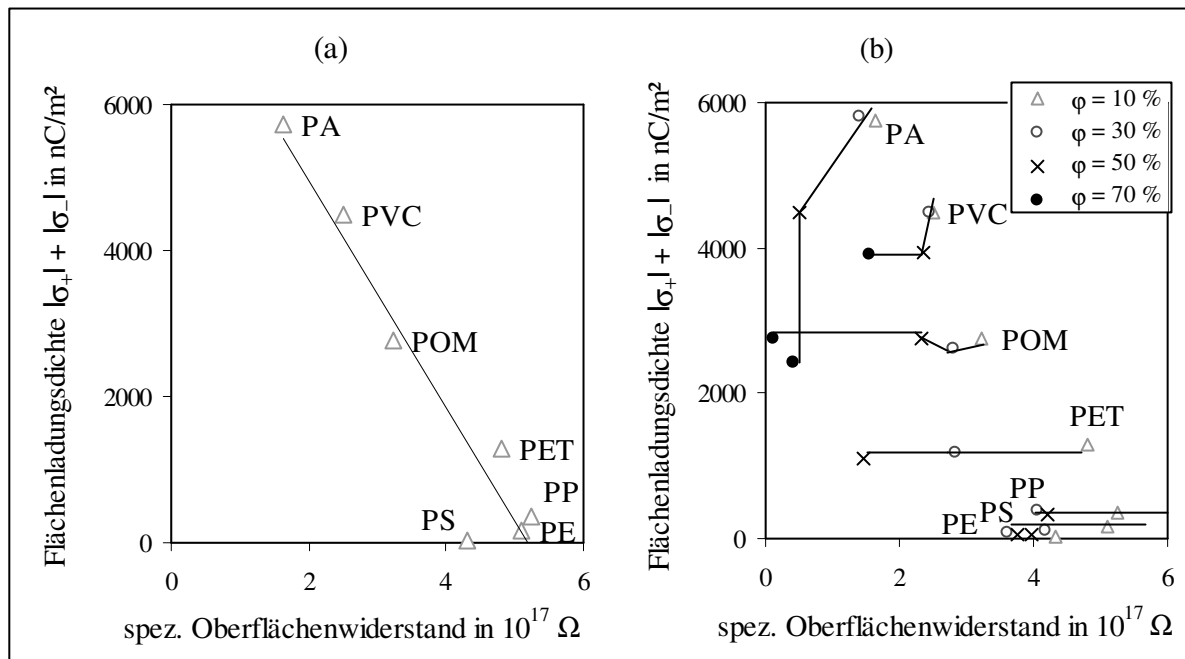 (a)
Flächenladungsdichte |σ₊| + |σ₋| in nC/m²
6000
4000
2000
0
PA
PVC
POM
PET
PP
PS
PE
0 2 4 6
spez. Oberflächenwiderstand in 10¹⁷ Ω
(b)
Flächenladungsdichte |σ₊| + |σ₋| in nC/m²
6000
4000
2000
0
φ = 10 %
φ = 30 %
φ = 50 %
φ = 70 %
PA
PVC
POM
PET
PP
PS
PE
0 2 4 6
spez. Oberflächenwiderstand in 10¹⁷ Ω